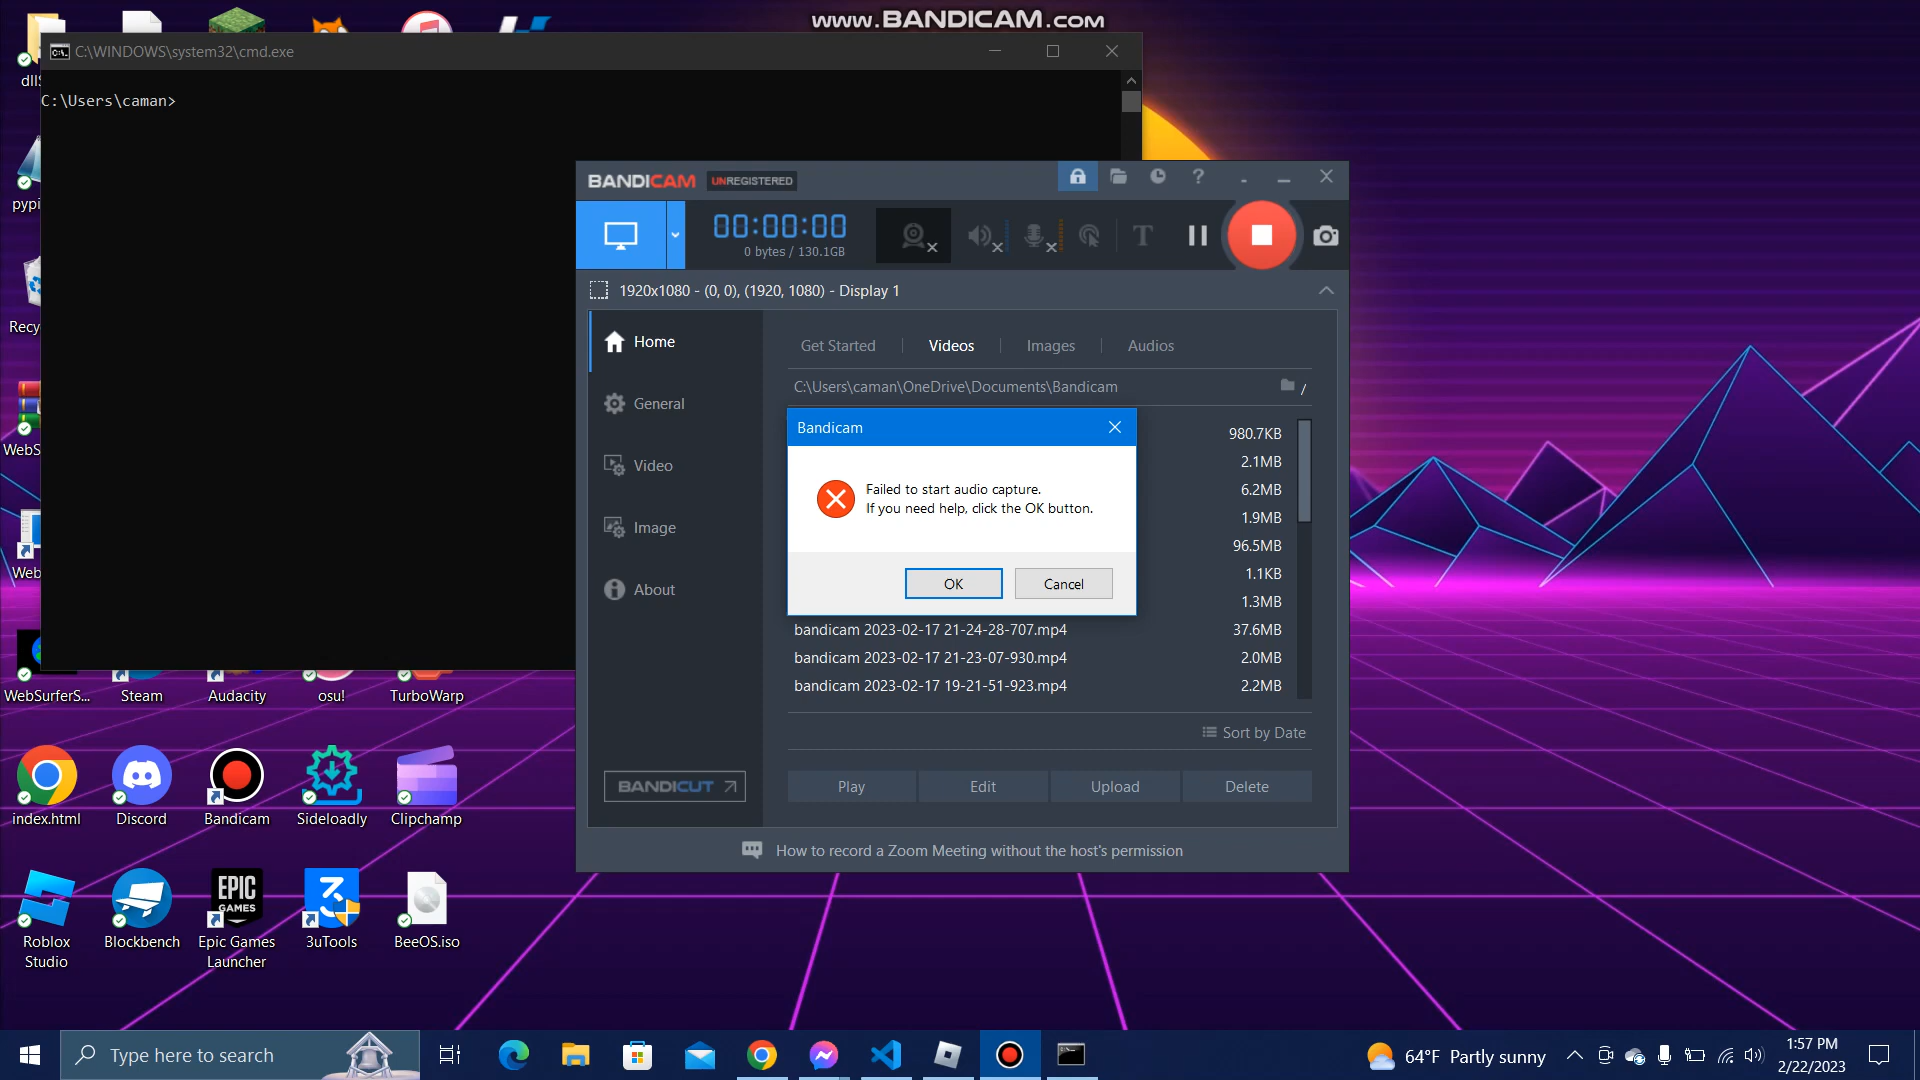 www.BANDICAM.com
C:\WINDOWS\system32\cmd.exe
C:\Users\caman>
BANDICAM UNREGISTERED
00:00:00
0 bytes / 130.1GB
1920x1080 - (0, 0), (1920, 1080) - Display 1
Home
General
Video
Image
About
BANDICUT
Get Started
Videos
Images
Audios
C:\Users\caman\OneDrive\Documents\Bandicam
980.7KB
2.1MB
6.2MB
1.9MB
96.5MB
1.1KB
1.3MB
bandicam 2023-02-17 21-24-28-707.mp4 37.6MB
bandicam 2023-02-17 21-23-07-930.mp4 2.0MB
bandicam 2023-02-17 19-21-51-923.mp4 2.2MB
Sort by Date
Play
Edit
Upload
Delete
How to record a Zoom Meeting without the host's permission
Bandicam
Failed to start audio capture.
If you need help, click the OK button.
OK
Cancel
WebSurferS...
Steam
Audacity
osu!
TurboWarp
index.html
Discord
Bandicam
Sideloadly
Clipchamp
EPIC
GAMES
Roblox
Studio
Blockbench
Epic Games
Launcher
3uTools
BeeOS.iso
Type here to search
64°F Partly sunny
1:57 PM
2/22/2023